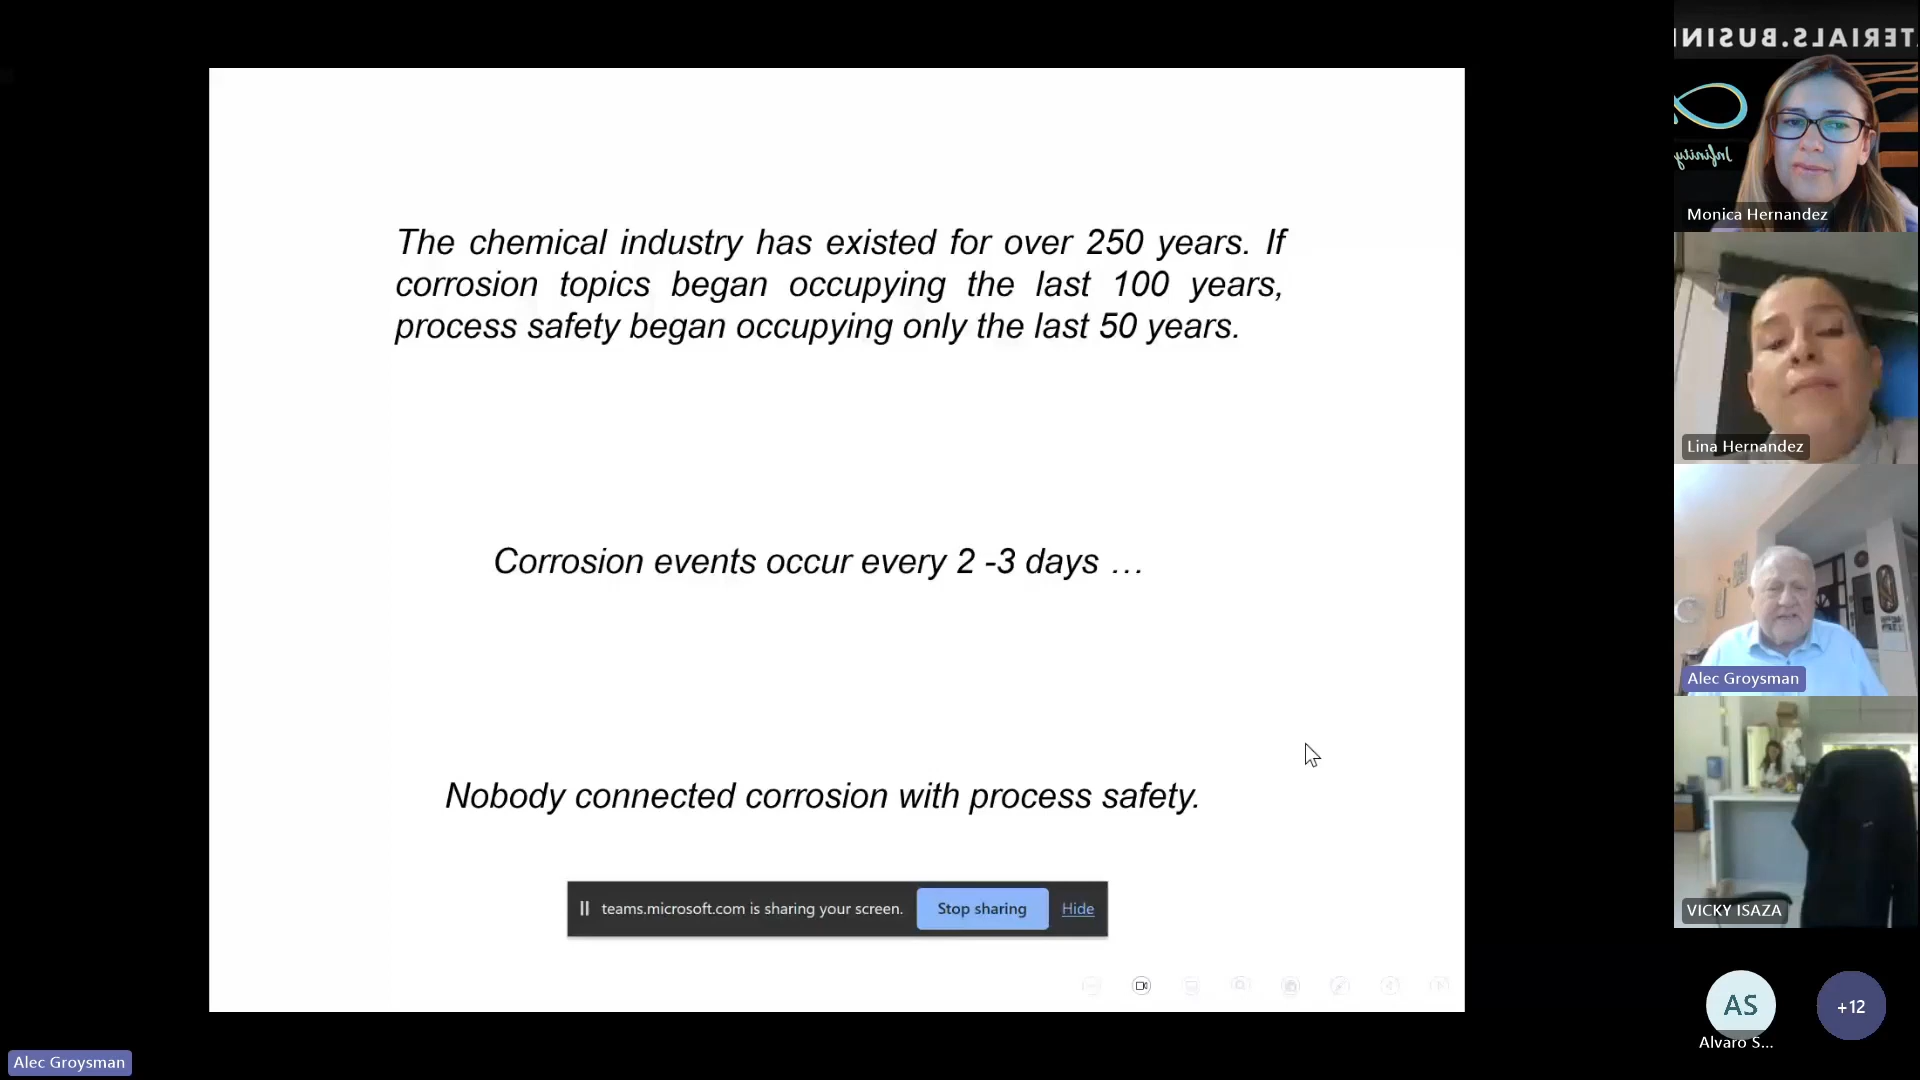 TERIALS.BUSIN
Infinity
Monica Hernandez
The chemical industry has existed for over 250 years. If
corrosion topics began occupying the last 100 years,
process safety began occupying only the last 50 years.
Lina Hernandez
Corrosion events occur every 2 -3 days …
Alec Groysman
Nobody connected corrosion with process safety.
teams.microsoft.com is sharing your screen. Stop sharing Hide
VICKY ISAZA
AS +12
Alvaro S...
Alec Groysman